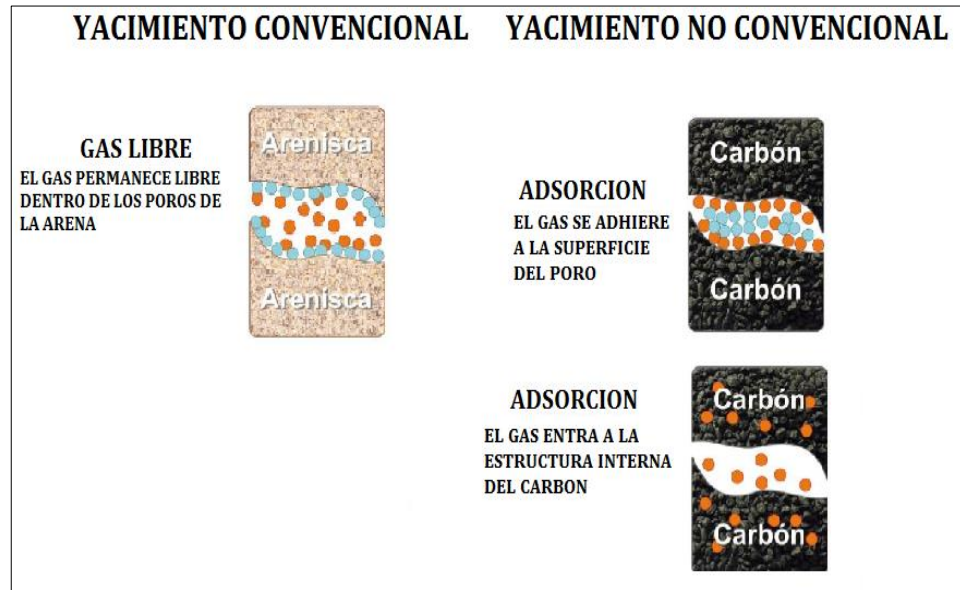 YACIMIENTO CONVENCIONAL
GAS LIBRE
EL GAS PERMANECE LIBRE
DENTRO DE LOS POROS DE
LA ARENA
Arenisca
Arenisca
YACIMIENTO NO CONVENCIONAL
ADSORCION
EL GAS SE ADHIERE
A LA SUPERFICIE
DEL PORO
Carbón
Carbón
ADSORCION
EL GAS ENTRA A LA
ESTRUCTURA INTERNA
DEL CARBON
Carbón
Carbón